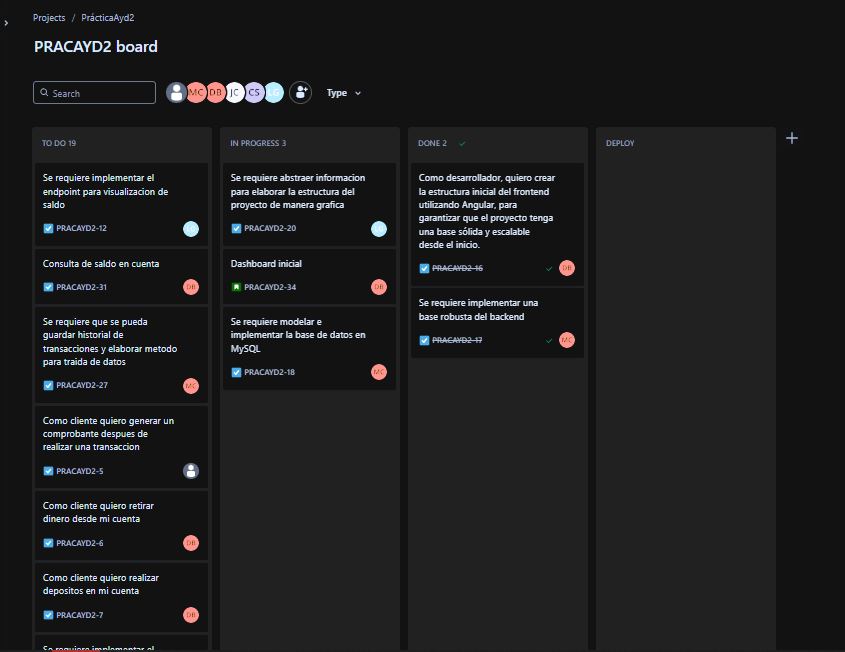 Projects / PrácticaAyd2
PRACAYD2 board
Search
MC DB JC CS LG
Type
TO DO 19
Se requiere implementar el
endpoint para visualizacion de
saldo
PRACAYD2-12
LG
Consulta de saldo en cuenta
PRACAYD2-31
DB
Se requiere que se pueda
guardar historial de
transacciones y elaborar metodo
para traida de datos
PRACAYD2-27
MC
Como cliente quiero generar un
comprobante despues de
realizar una transaccion
PRACAYD2-5
Como cliente quiero retirar
dinero desde mi cuenta
PRACAYD2-6
DB
Como cliente quiero realizar
depositos en mi cuenta
PRACAYD2-7
DB
Se requiere implementar el
IN PROGRESS 3
Se requiere abstraer informacion
para elaborar la estructura del
proyecto de manera grafica
PRACAYD2-20
LG
Dashboard inicial
PRACAYD2-34
DB
Se requiere modelar e
implementar la base de datos en
MySQL
PRACAYD2-18
MC
DONE 2
Como desarrollador, quiero crear
la estructura inicial del frontend
utilizando Angular, para
garantizar que el proyecto tenga
una base sólida y escalable
desde el inicio.
PRACAYD2-16
DB
Se requiere implementar una
base robusta del backend
PRACAYD2-17
MC
DEPLOY